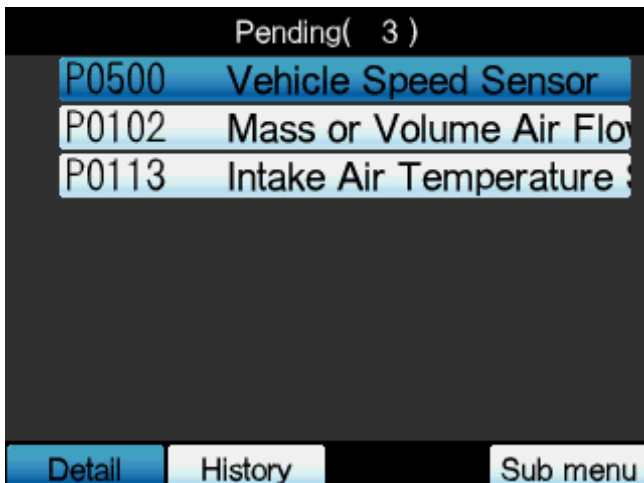 Pending( 3 )
P0500 Vehicle Speed Sensor
P0102 Mass or Volume Air Flo
P0113 Intake Air Temperature
Detail History Sub menu